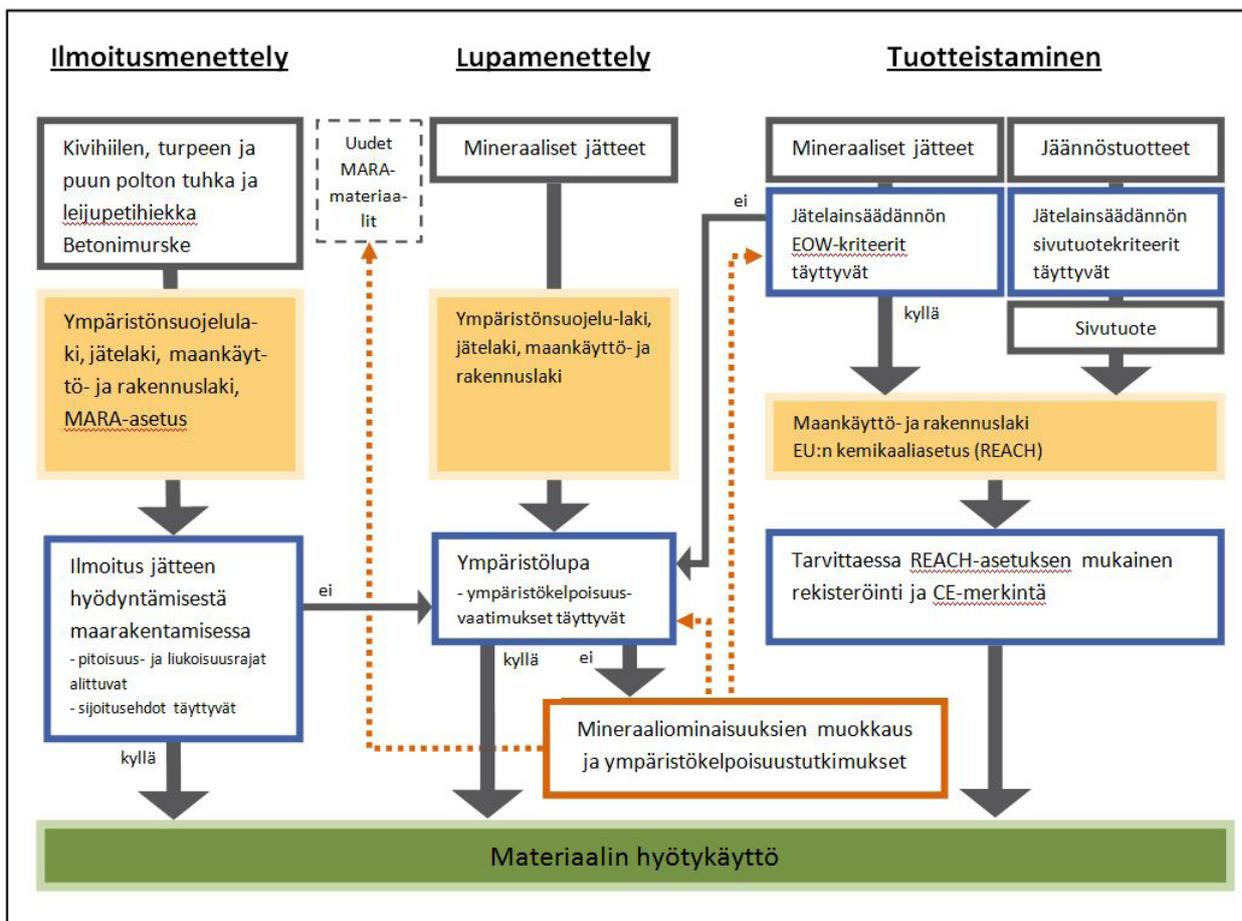 Ilmoitusmenettely
Lupamenettely
Tuotteistaminen
Kivihiilen, turpeen ja
puun polton tuhka ja
leijupetihiekka
Betonimurske
Uudet
MARA-
materiaa-
lit
Mineraaliset jätteet
Mineraaliset jätteet
Jäännöstuotteet
ei
Jätelainsäädännön
EOW-kriteerit
täyttyvät
Jätelainsäädännön
sivutuotekriteerit
täyttyvät
kyllä
Sivutuote
Ympäristönsuojelula-
ki, jätelaki, maankäyt-
tö- ja rakennuslaki,
MARA-asetus
Ympäristönsuojelu-laki,
jätelaki, maankäyttö- ja
rakennuslaki
Maankäyttö- ja rakennuslaki
EU:n kemikaaliasetus (REACH)
Ilmoitus jätteen
hyödyntämisestä
maarakentamisessa
- pitoisuus- ja liukoisuusrajat
alittuvat
- sijoitusehdot täyttyvät
ei
Ympäristölupa
- ympäristökelpoisuus-
vaatimukset täyttyvät
Tarvittaessa REACH-asetuksen mukainen
rekisteröinti ja CE-merkintä
kyllä
ei
kyllä
Mineraaliominaisuuksien muokkaus
ja ympäristökelpoisuustutkimukset
Materiaalin hyötykäyttö